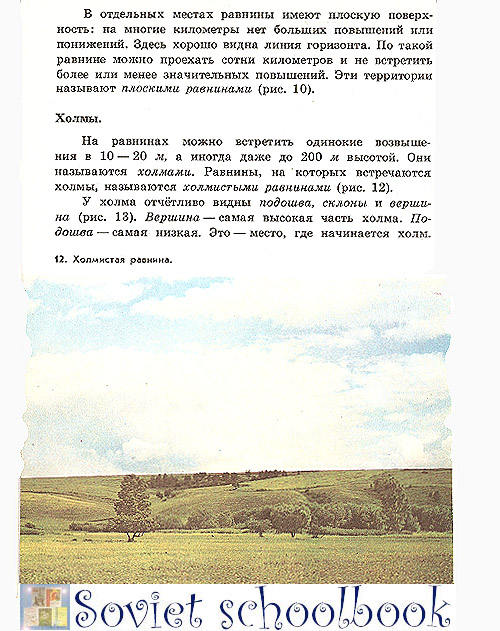 В отдельных местах равнины имеют плоскую поверх-
ность: на многие километры нет больших повышений или
понижений. Здесь хорошо видна линия горизонта. По такой
равнине можно проехать сотни километров и не встретить
более или менее значительных повышений. Эти территории
называют плоскими равнинами (рис. 10).
Холмы.
На равнинах можно встретить одинокие возвыше-
ния в 10 — 20 м, а иногда даже до 200 м высотой. Они
называются холмами. Равнины, на которых встречаются
холмы, называются холмистыми равнинами (рис. 12).
У холма отчётливо видны подошва, склоны и верши-
на (рис. 13). Вершина — самая высокая часть холма. По-
дошва — самая низкая. Это — место, где начинается холм.
12. Холмистая равнина.
Soviet schoolbook